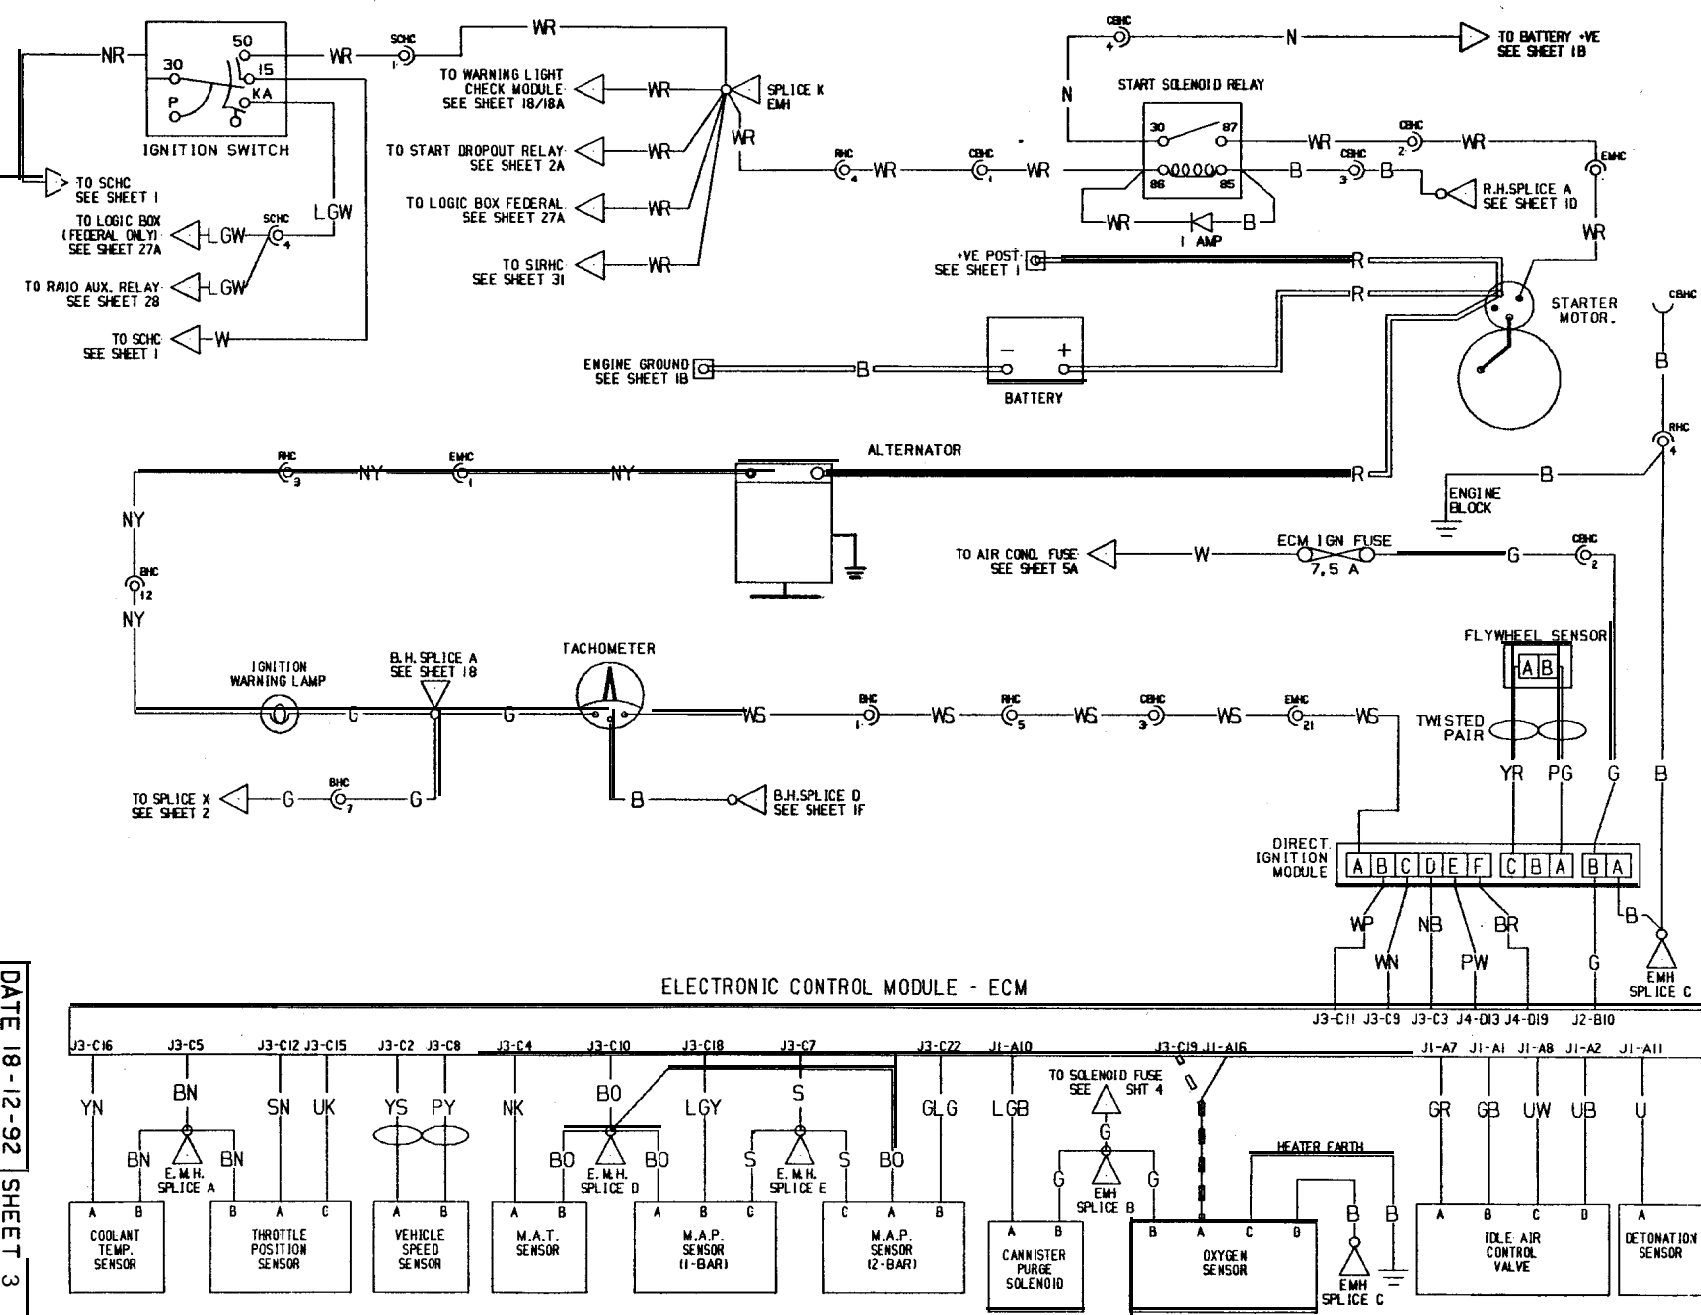 NR
50
30
15
KA
P
IGNITION SWITCH
WR
SCHC
1
WR
TO WARNING LIGHT
CHECK MODULE
SEE SHEET 18/18A
WR
SPLICE K
EMH
TO START DROPOUT RELAY
SEE SHEET 2A
WR
TO LOGIC BOX FEDERAL
SEE SHEET 27A
WR
TO SIRHC
SEE SHEET 31
WR
TO SCHC
SEE SHEET 1
TO LOGIC BOX
(FEDERAL ONLY)
SEE SHEET 27A
LGW
SCHC
4
LGW
TO RADIO AUX. RELAY
SEE SHEET 28
LGW
TO SCHC
SEE SHEET 1
W
WR
RHC
4
WR
CBHC
1
WR
CBHC
4
N
TO BATTERY +VE
SEE SHEET 1B
N
START SOLENOID RELAY
30
87
86
85
WR
CBHC
2
WR
EMHC
B
CBHC
3
B
R.H.SPLICE A
SEE SHEET 1D
WR
B
1 AMP
WR
+VE POST
SEE SHEET 1
R
R
STARTER
MOTOR.
CBHC
B
ENGINE GROUND
SEE SHEET 1B
B
-
+
BATTERY
ALTERNATOR
RHC
3
NY
EMHC
1
NY
R
RHC
4
B
ENGINE
BLOCK
NY
BHC
12
NY
TO AIR COND. FUSE
SEE SHEET 5A
W
ECM IGN FUSE
7,5 A
G
CBHC
2
IGNITION
WARNING LAMP
B.H.SPLICE A
SEE SHEET 18
TACHOMETER
G
G
WS
BHC
1
WS
RHC
5
WS
CBHC
3
WS
EMHC
21
WS
FLYWHEEL SENSOR
A B
TWISTED
PAIR
YR
PG
G
B
TO SPLICE X
SEE SHEET 2
G
BHC
7
G
B
B.H.SPLICE D
SEE SHEET 1F
DIRECT
IGNITION
MODULE
A B C D E F
C B A
B A
WP
NB
BR
B
WN
PW
G
EMH
SPLICE C
ELECTRONIC CONTROL MODULE - ECM
J3-C11 J3-C9 J3-C3 J4-D13 J4-D19 J2-B10
J3-C16 J3-C5 J3-C12 J3-C15 J3-C2 J3-C8 J3-C4 J3-C10 J3-C18 J3-C7 J3-C22 J1-A10 J3-C19 J1-A16 J1-A7 J1-A1 J1-A8 J1-A2 J1-A11
TO SOLENOID FUSE
SEE SHT 4
YN
BN
SN
UK
YS
PY
NK
BO
LGY
S
GLG
LGB
G
GR
GB
UW
UB
U
BN
BN
E.M.H.
SPLICE A
BO
BO
E.M.H.
SPLICE D
S
S
E.M.H.
SPLICE E
BO
G
G
EMH
SPLICE B
HEATER EARTH
B
B
A B
COOLANT
TEMP.
SENSOR
B A C
THROTTLE
POSITION
SENSOR
A B
VEHICLE
SPEED
SENSOR
A B
M.A.T.
SENSOR
B A C
M.A.P.
SENSOR
(1-BAR)
C B A
M.A.P.
SENSOR
(2-BAR)
A B
CANNISTER
PURGE
SOLENOID
B A C D
OXYGEN
SENSOR
EMH
SPLICE C
A B C D
IDLE AIR
CONTROL
VALVE
A
DETONATION
SENSOR
DATE 18-12-92 SHEET 3